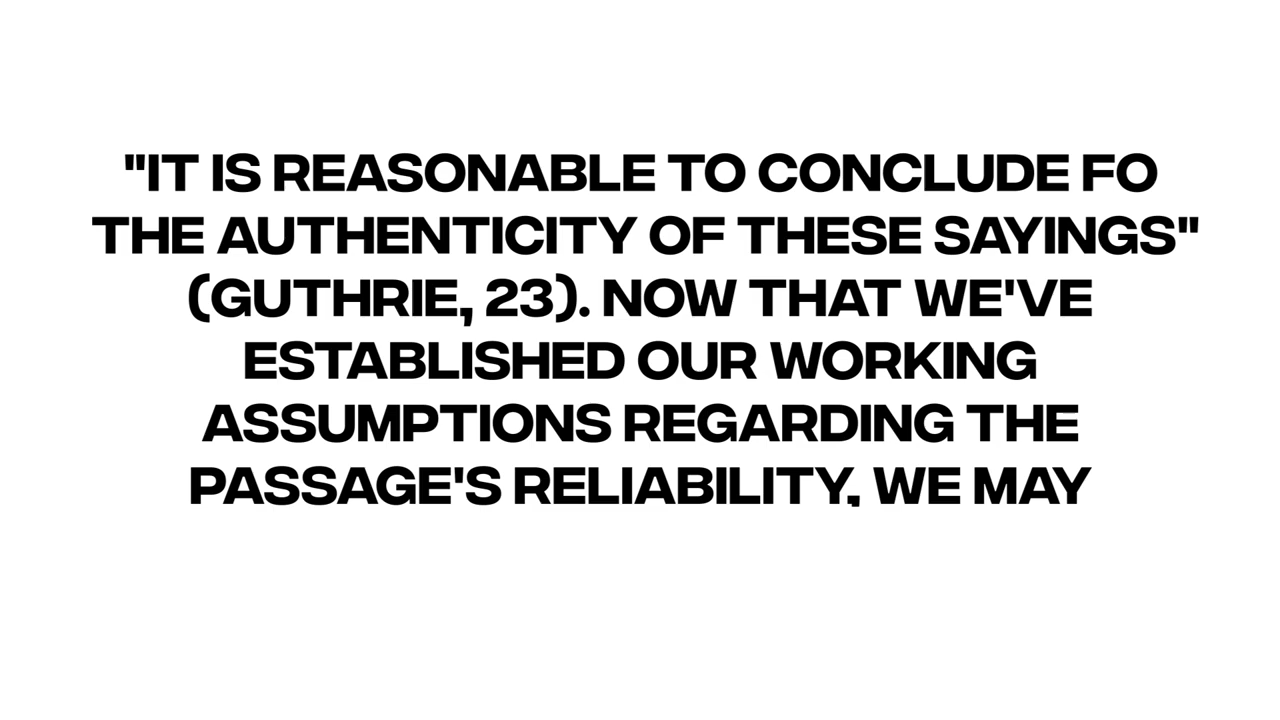 "IT IS REASONABLE TO CONCLUDE FO
THE AUTHENTICITY OF THESE SAYINGS"
(GUTHRIE, 23). NOW THAT WE'VE
ESTABLISHED OUR WORKING
ASSUMPTIONS REGARDING THE
PASSAGE'S RELIABILITY, WE MAY